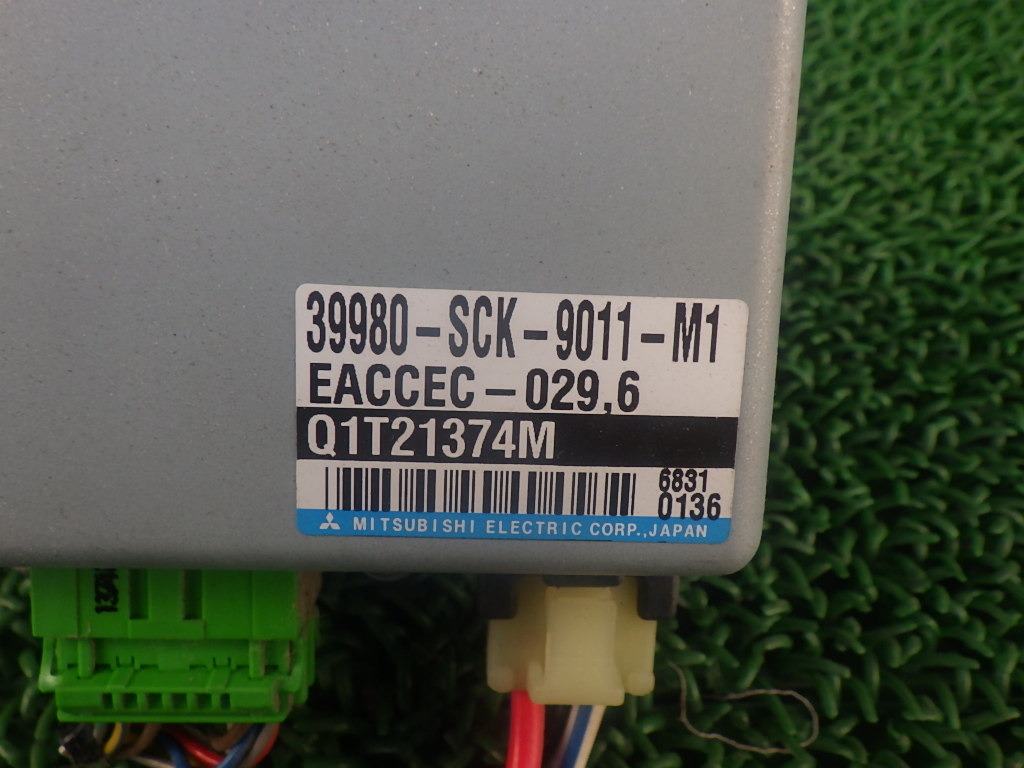 39980-SCK-9011-M1
EACCEC-029,6
Q1T21374M
6831
0136
MITSUBISHI ELECTRIC CORP.,JAPAN